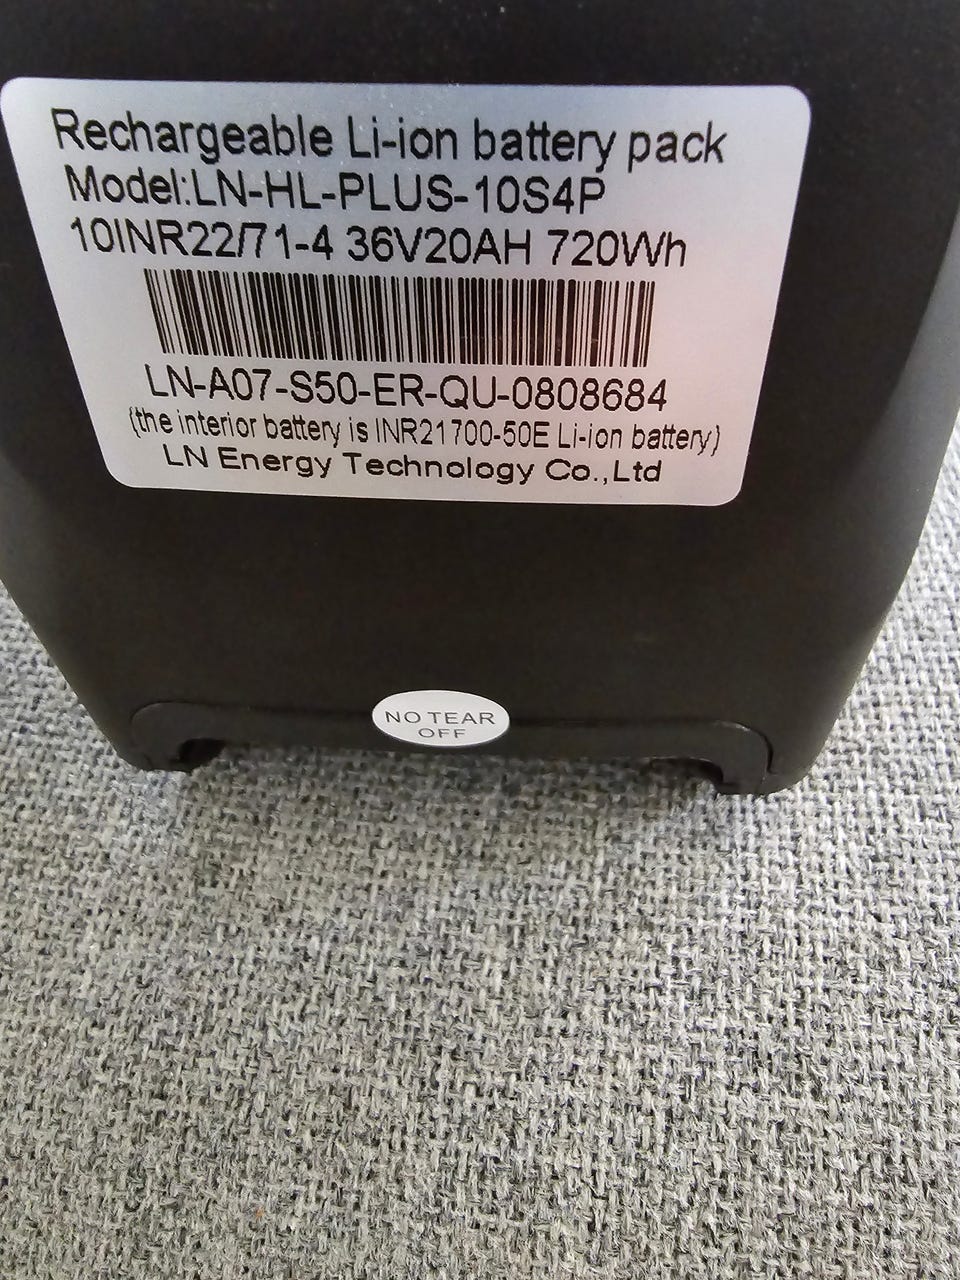 Rechargeable Li-ion battery pack
Model:LN-HL-PLUS-10S4P
10INR22/71-4 36V20AH 720Wh
LN-A07-S50-ER-QU-0808684
(the interior battery is INR21700-50E Li-ion battery)
LN Energy Technology Co.,Ltd
NO TEAR
OFF